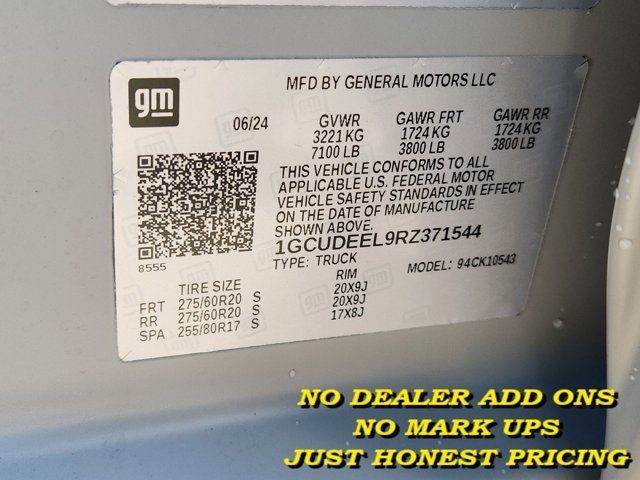 gm
MFD BY GENERAL MOTORS LLC
06/24 GVWR GAWR FRT GAWR RR
3221 KG 1724 KG 1724 KG
7100 LB 3800 LB 3800 LB
THIS VEHICLE CONFORMS TO ALL
APPLICABLE U.S. FEDERAL MOTOR
VEHICLE SAFETY STANDARDS IN EFFECT
ON THE DATE OF MANUFACTURE
1GCUDEEL9RZ371544
8555
TYPE: TRUCK MODEL: 94CK10543
TIRE SIZE RIM
FRT 275/60R20 S 20X9J
RR 275/60R20 S 20X9J
SPA 255/80R17 S 17X8J
NO DEALER ADD ONS
NO MARK UPS
JUST HONEST PRICING